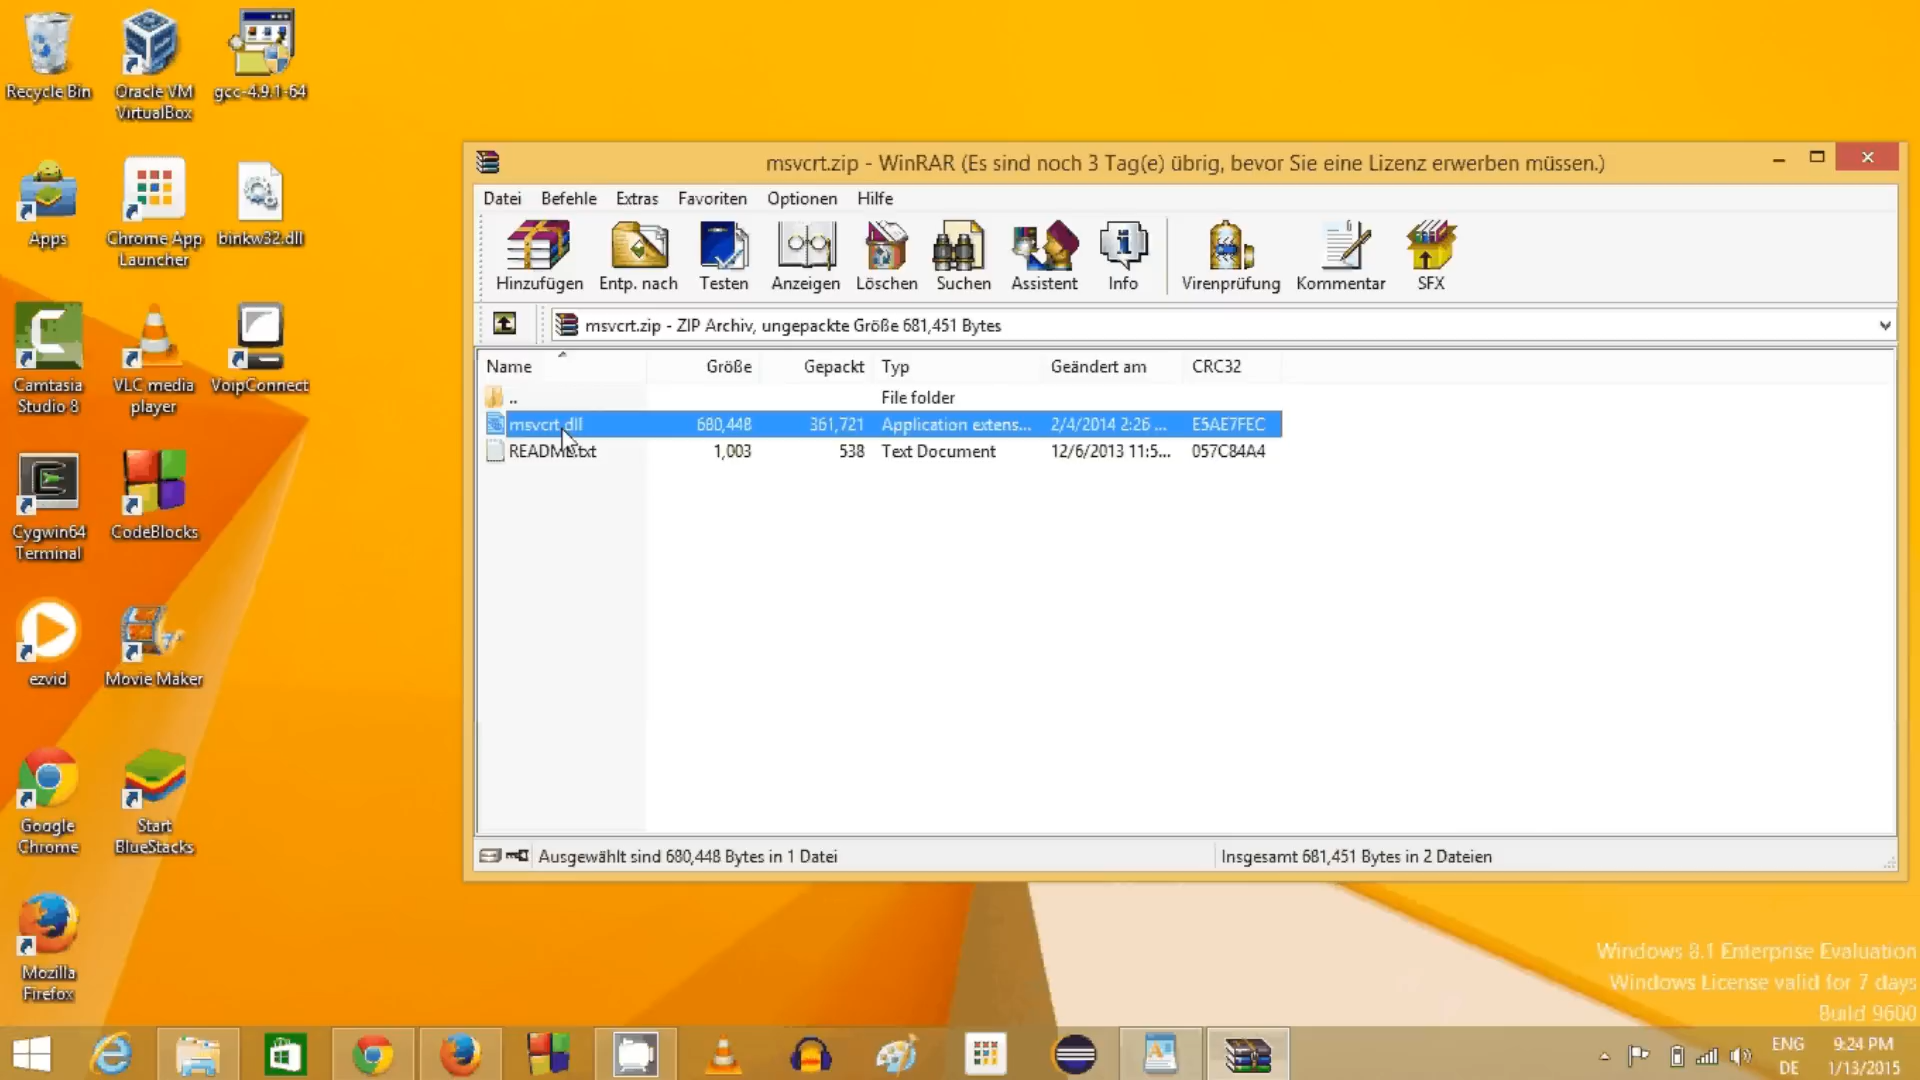 Recycle Bin
Oracle VM
VirtualBox
gcc-4.9.1-64
Apps
Chrome App
Launcher
binkw32.dll
Camtasia
Studio 8
VLC media
player
VoipConnect
Cygwin64
Terminal
CodeBlocks
ezvid
Movie Maker
Google
Chrome
Start
BlueStacks
Mozilla
Firefox
msvcrt.zip - WinRAR (Es sind noch 3 Tag(e) übrig, bevor Sie eine Lizenz erwerben müssen.)
Datei Befehle Extras Favoriten Optionen Hilfe
Hinzufügen Entp. nach Testen Anzeigen Löschen Suchen Assistent Info Virenprüfung Kommentar SFX
msvcrt.zip - ZIP Archiv, ungepackte Größe 681,451 Bytes
Name Größe Gepackt Typ Geändert am CRC32
.. File folder
msvcrt.dll 680,448 361,721 Application extens... 2/4/2014 2:26 ... E5AE7FEC
README.txt 1,003 538 Text Document 12/6/2013 11:5... 057C84A4
Ausgewählt sind 680,448 Bytes in 1 Datei
Insgesamt 681,451 Bytes in 2 Dateien
Windows 8.1 Enterprise Evaluation
Windows License valid for 7 days
Build 9600
ENG 9:24 PM
DE 1/13/2015